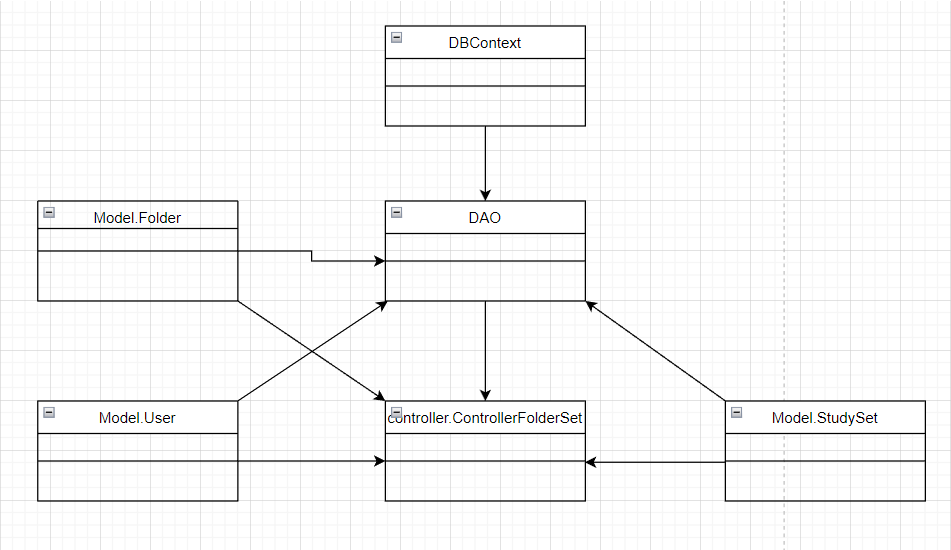 DBContext
Model.Folder
DAO
Model.User
controller.ControllerFolderSet
Model.StudySet